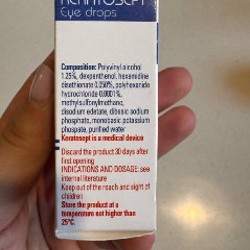 KERATOSEPT
Eye drops
Composition: Polyvinyl alcohol
1.25%, dexpanthenol, hexamidine
diisethionate 0.050%, polyhexanide
hydrochloride 0.0001%,
methylsulfonylmethane,
disodium edetate, dibasic sodium
phosphate, monobasic potassium
phospate, purified water
Keratosept is a medical device
Discard the product 30 days after
first opening
INDICATIONS AND DOSAGE: see
internal literature
Keep out of the reach and sight of
children
Store the product at a
temperature not higher than
25°C.